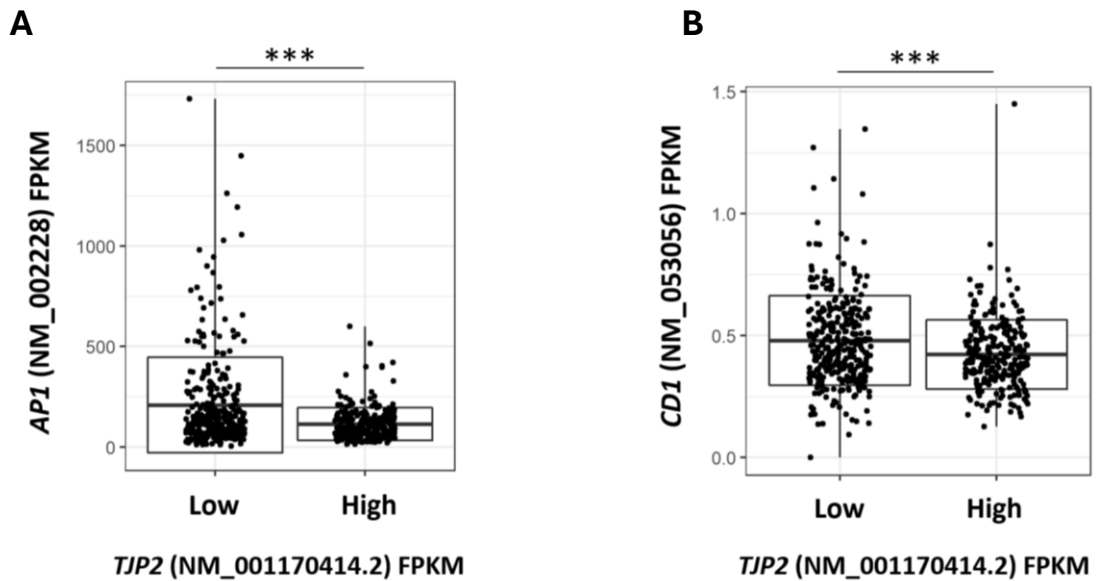 A
***
AP1 (NM_002228) FPKM
1500
1000
500
0
Low High
TJP2 (NM_001170414.2) FPKM
B
***
CD1 (NM_053056) FPKM
1.5
1.0
0.5
0.0
Low High
TJP2 (NM_001170414.2) FPKM